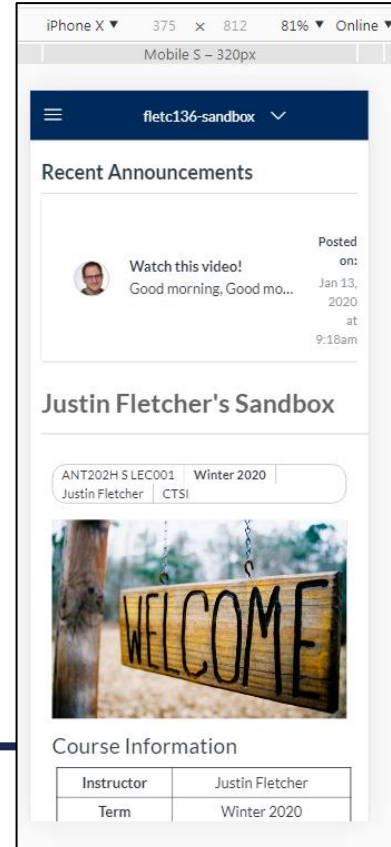 iPhone X ▼ 375 x 812 81% ▼ Online ▼
Mobile S – 320px
fletc136-sandbox
Recent Announcements
Watch this video!
Good morning, Good mo...
Posted
on:
Jan 13,
2020
at
9:18am
Justin Fletcher's Sandbox
ANT202H S LEC001 Winter 2020
Justin Fletcher CTSI
WELCOME
Course Information
Instructor Justin Fletcher
Term Winter 2020